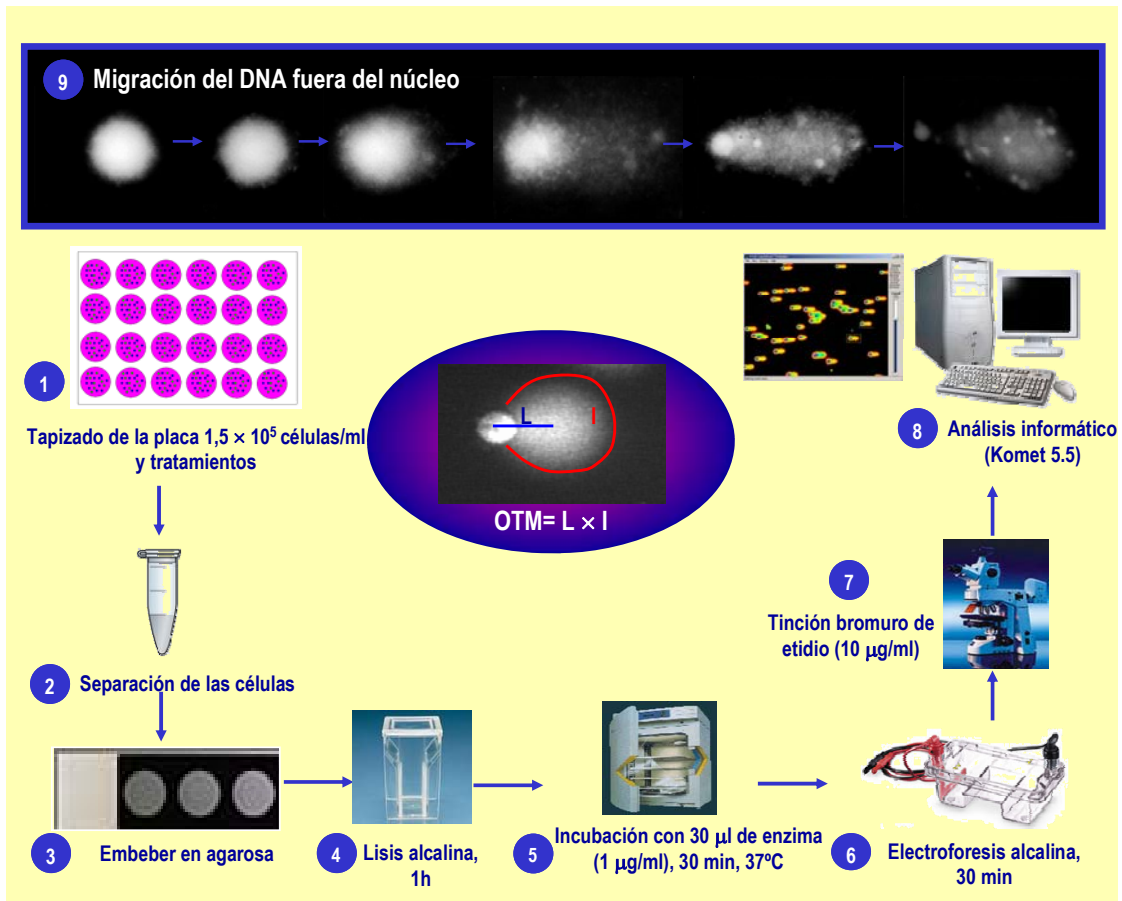 9 Migración del DNA fuera del núcleo
1
Tapizado de la placa 1,5 × 10⁵ células/ml
y tratamientos
2 Separación de las células
3 Embeber en agarosa
4 Lisis alcalina,
1h
5 Incubación con 30 µl de enzima
(1 µg/ml), 30 min, 37ºC
6 Electroforesis alcalina,
30 min
7
Tinción bromuro de
etidio (10 µg/ml)
8 Análisis informático
(Komet 5.5)
L I
OTM= L × I